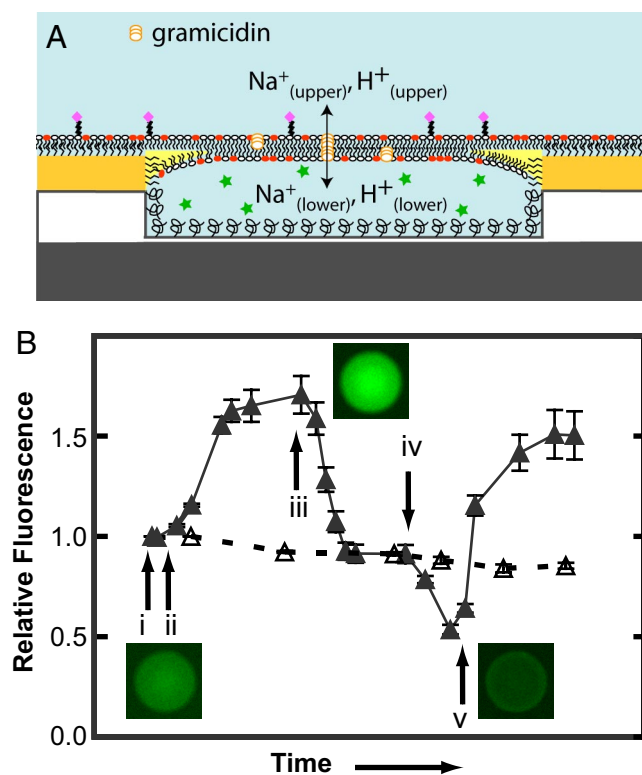 A
gramicidin
Na+(upper), H+(upper)
Na+(lower), H+(lower)
B
Relative Fluorescence
1.5
1.0
0.5
0.0
i
ii
iii
iv
v
Time